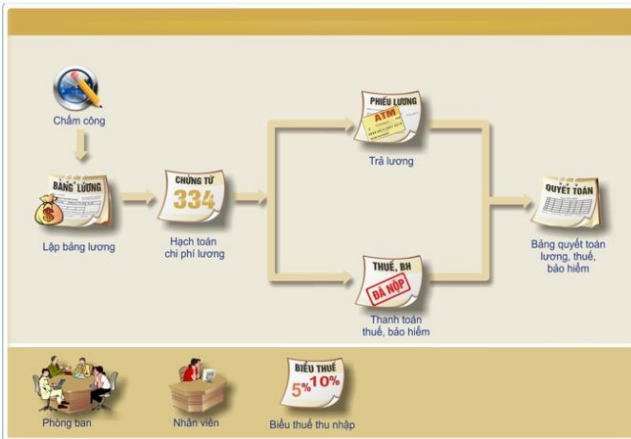 Chấm công
BẢNG LƯƠNG
Lập bảng lương
CHỨNG TỪ
334
Hạch toán
chi phí lương
PHIẾU LƯƠNG
ATM
Trả lương
THUẾ, BH
ĐÃ NỘP
Thanh toán
thuế, bảo hiểm
QUYẾT TOÁN
Bảng quyết toán
lương, thuế,
bảo hiểm
Phòng ban
Nhân viên
BIỂU THUẾ
5% 10%
Biểu thuế thu nhập